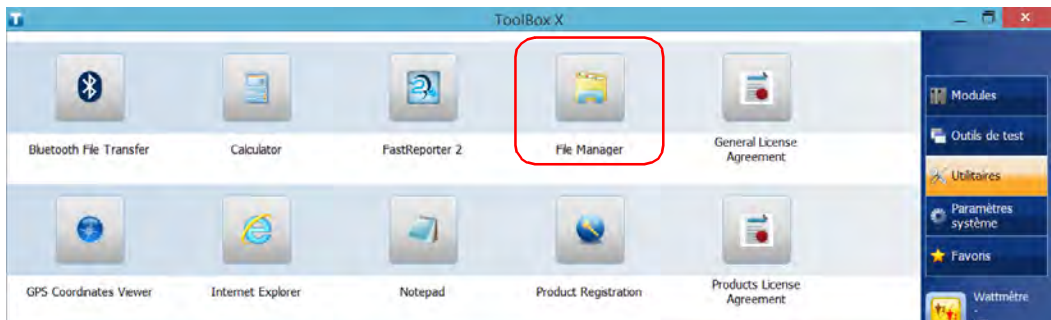 ToolBox X
Bluetooth File Transfer
Calculator
FastReporter 2
File Manager
General License
Agreement
GPS Coordinates Viewer
Internet Explorer
Notepad
Product Registration
Products License
Agreement
Modules
Outils de test
Utilitaires
Paramètres
système
Favoris
Wattmètre